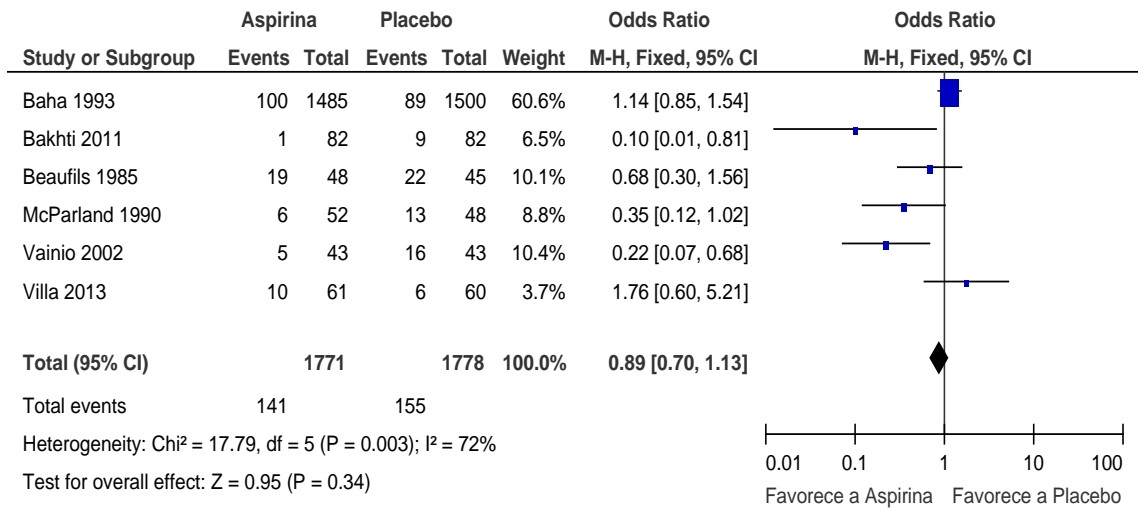 Aspirina Placebo Odds Ratio Odds Ratio
Study or Subgroup Events Total Events Total Weight M-H, Fixed, 95% CI M-H, Fixed, 95% CI
Baha 1993 100 1485 89 1500 60.6% 1.14 [0.85, 1.54]
Bakhti 2011 1 82 9 82 6.5% 0.10 [0.01, 0.81]
Beaufils 1985 19 48 22 45 10.1% 0.68 [0.30, 1.56]
McParland 1990 6 52 13 48 8.8% 0.35 [0.12, 1.02]
Vainio 2002 5 43 16 43 10.4% 0.22 [0.07, 0.68]
Villa 2013 10 61 6 60 3.7% 1.76 [0.60, 5.21]
Total (95% CI) 1771 1778 100.0% 0.89 [0.70, 1.13]
Total events 141 155
Heterogeneity: Chi² = 17.79, df = 5 (P = 0.003); I² = 72%
Test for overall effect: Z = 0.95 (P = 0.34)
0.01 0.1 1 10 100
Favorece a Aspirina Favorece a Placebo